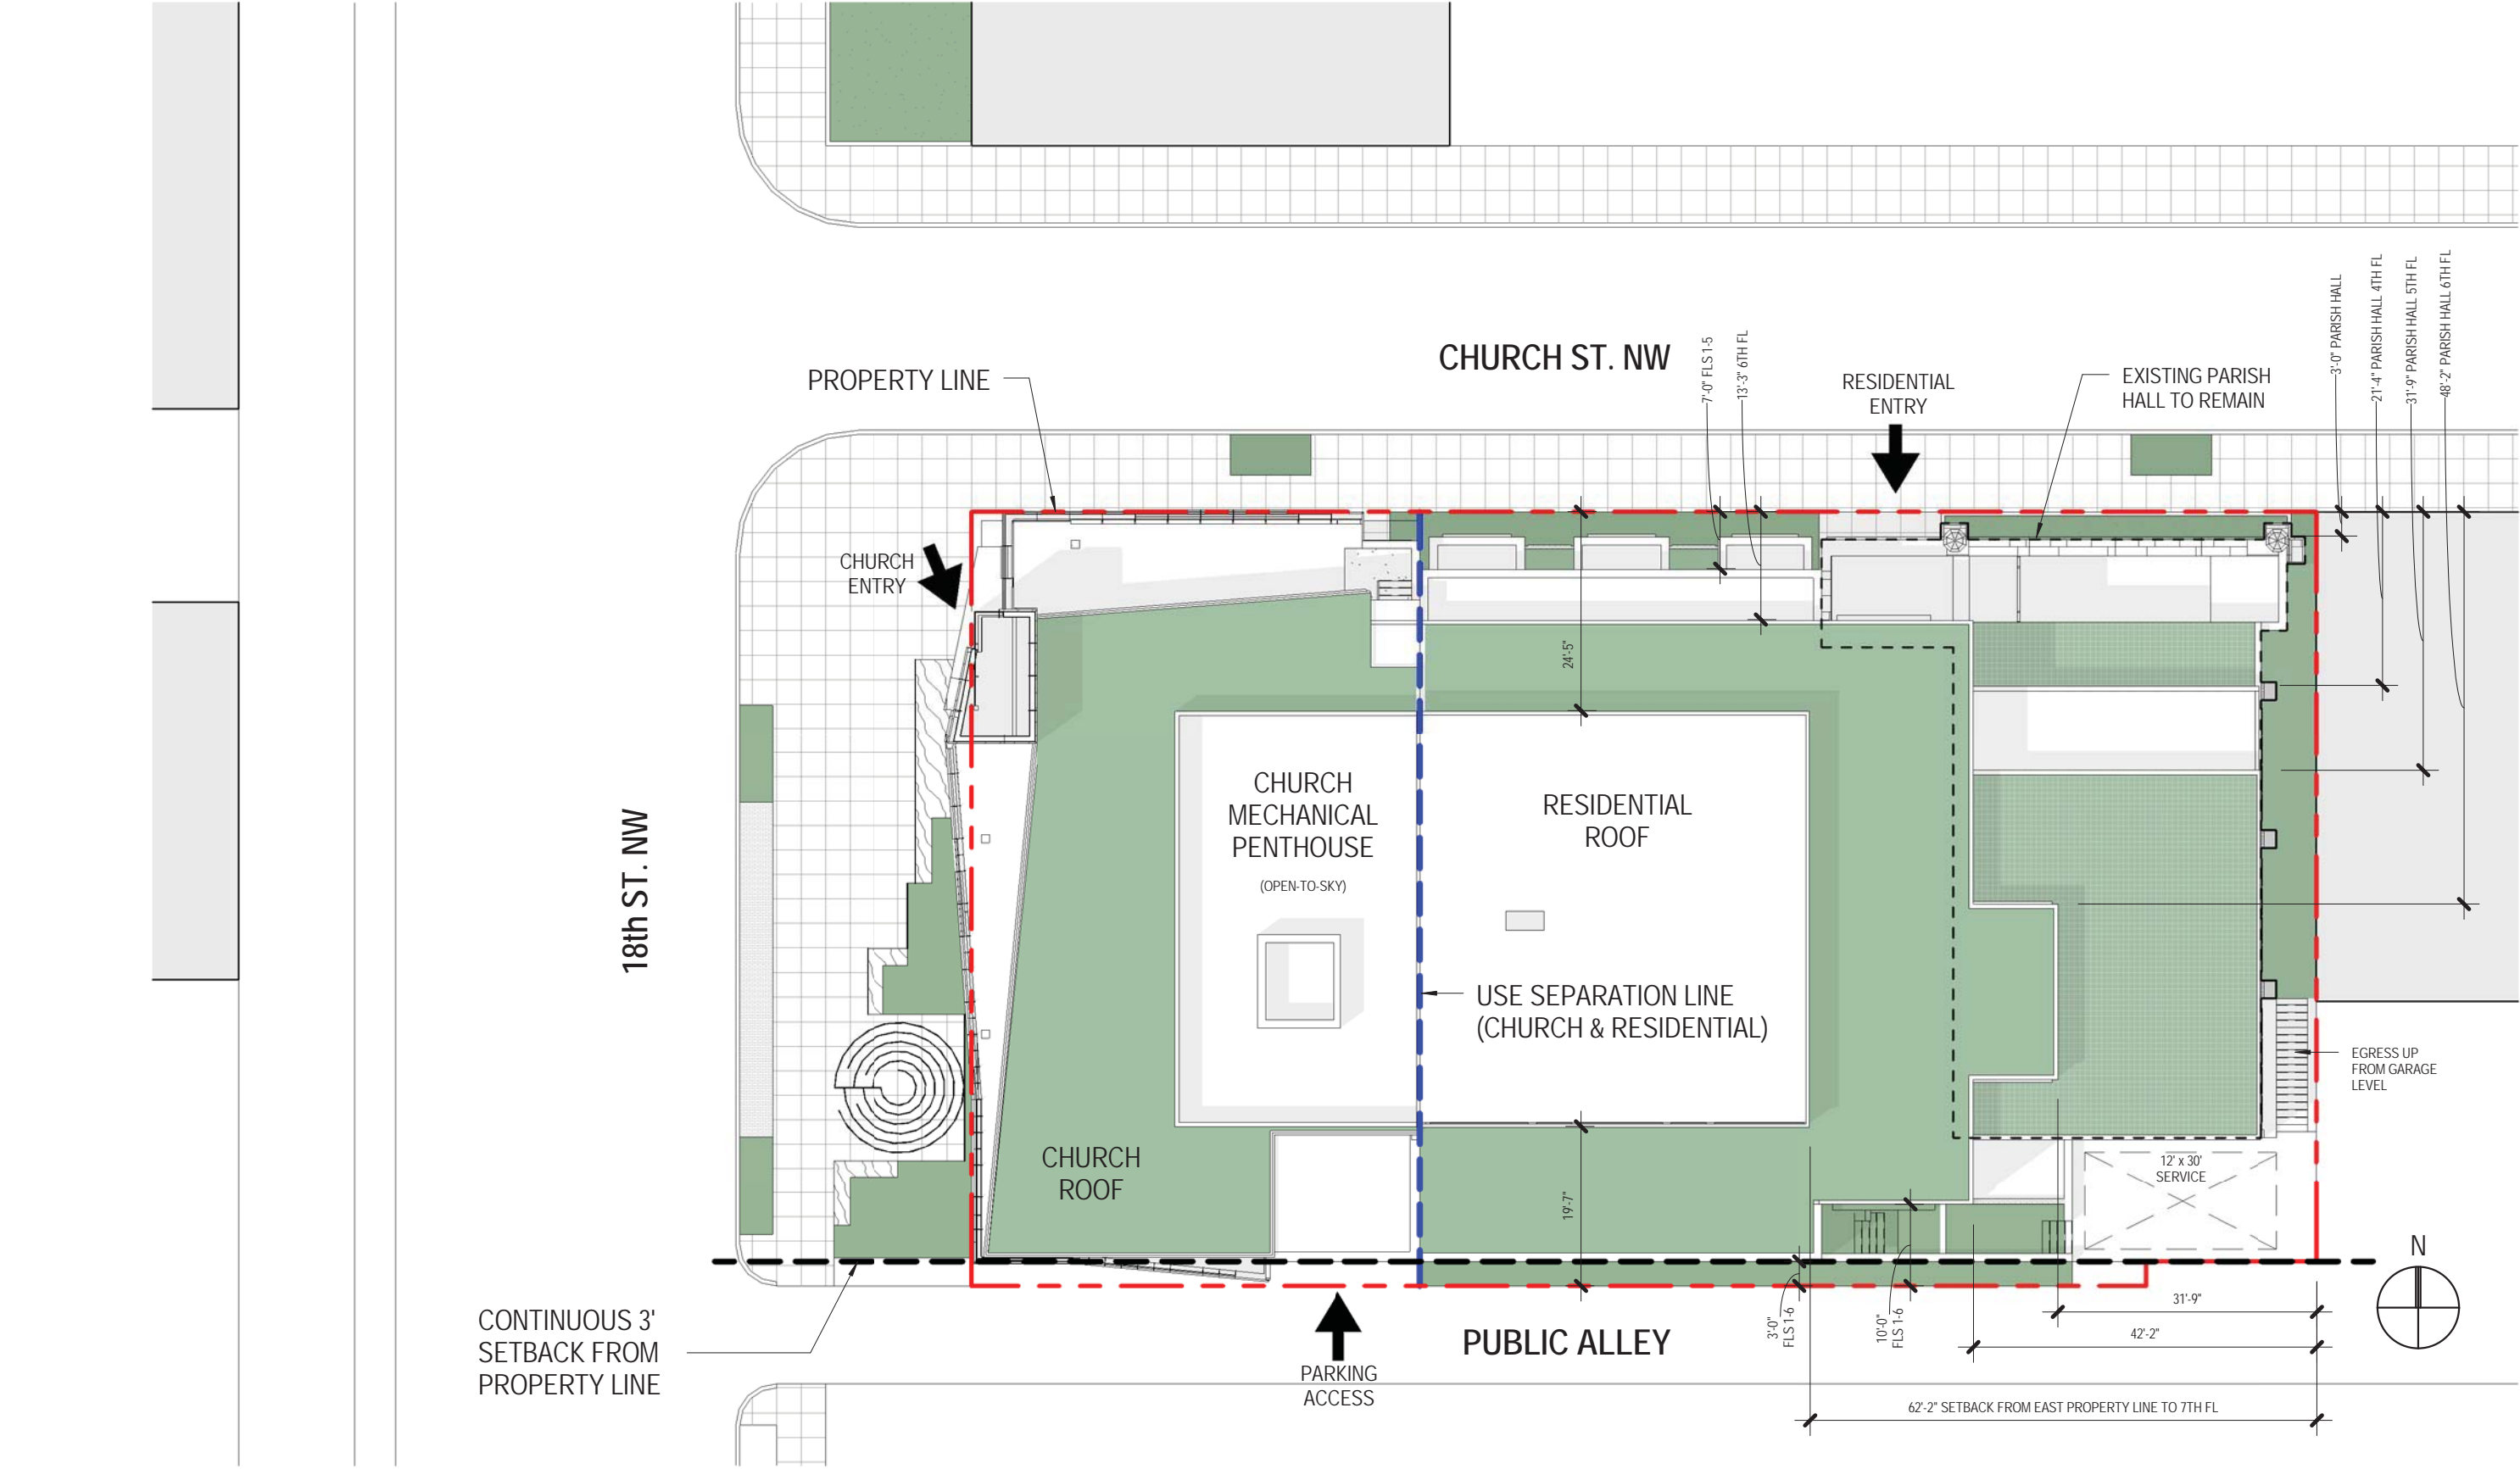 CHURCH ST. NW
PROPERTY LINE
7'-0" FLS 1-5
13'-3" 6TH FL
RESIDENTIAL
ENTRY
EXISTING PARISH
HALL TO REMAIN
3'-0" PARISH HALL
21'-4" PARISH HALL 4TH FL
31'-9" PARISH HALL 5TH FL
48'-2" PARISH HALL 6TH FL
CHURCH
ENTRY
24'-5"
18th ST. NW
CHURCH
MECHANICAL
PENTHOUSE
(OPEN-TO-SKY)
RESIDENTIAL
ROOF
USE SEPARATION LINE
(CHURCH & RESIDENTIAL)
EGRESS UP
FROM GARAGE
LEVEL
CHURCH
ROOF
19'-7"
12' x 30'
SERVICE
N
CONTINUOUS 3'
SETBACK FROM
PROPERTY LINE
PARKING
ACCESS
PUBLIC ALLEY
3'-0"
FLS 1-6
10'-0"
FLS 1-6
31'-9"
42'-2"
62'-2" SETBACK FROM EAST PROPERTY LINE TO 7TH FL